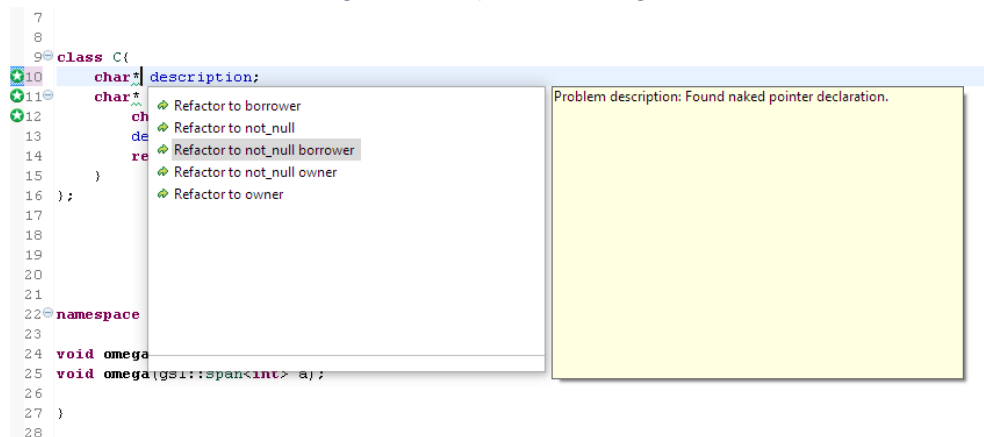 7
8
9 class C{
10 char* description;
11 char*
12 ch
13 de
14 re
15 }
16 };
17
18
19
20
21
22 namespace
23
24 void omega
25 void omega(gsl::span<int> a);
26
27 }
28
Refactor to borrower
Refactor to not_null
Refactor to not_null borrower
Refactor to not_null owner
Refactor to owner
Problem description: Found naked pointer declaration.